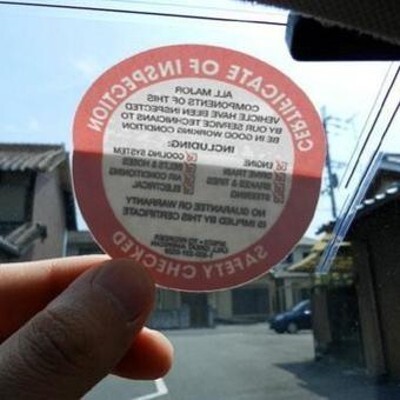 CERTIFICATE OF INSPECTION
ALL MAJOR
COMPONENTS OF THIS
VEHICLE HAVE BEEN INSPECTED
BY OUR SERVICE TECHNICIANS TO
BE IN GOOD WORKING CONDITION
INCLUDING:
ENGINE COOLING SYSTEM
DRIVE TRAIN BELTS & HOSES
BRAKES & TIRES AIR CONDITIONING
STEERING ELECTRICAL
NO GUARANTEE OR WARRANTY
IS IMPLIED BY THIS CERTIFICATE
SAFETY CHECKED